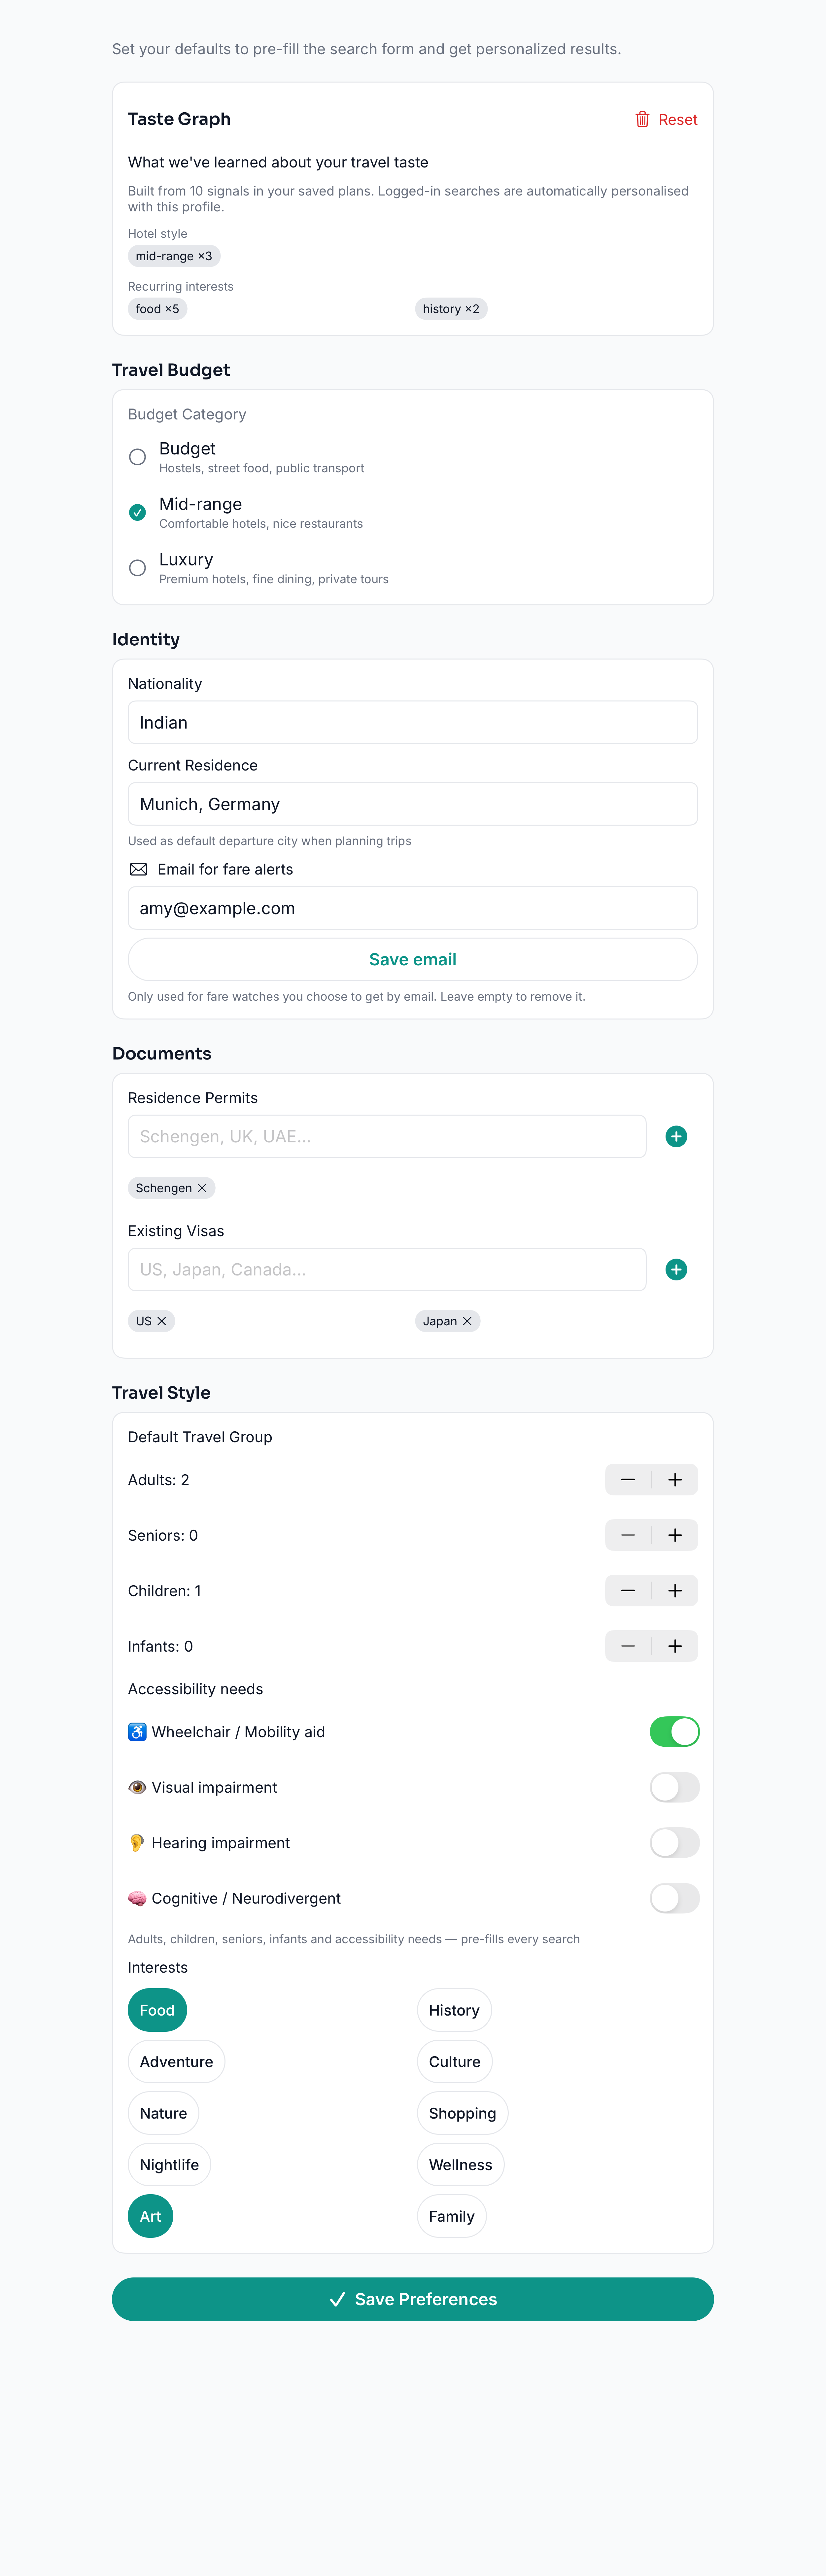 Set your defaults to pre-fill the search form and get personalized results.
Taste Graph
Reset
What we've learned about your travel taste
Built from 10 signals in your saved plans. Logged-in searches are automatically personalised
with this profile.
Hotel style
mid-range ×3
Recurring interests
food ×5
history ×2
Travel Budget
Budget Category
Budget
Hostels, street food, public transport
Mid-range
Comfortable hotels, nice restaurants
Luxury
Premium hotels, fine dining, private tours
Identity
Nationality
Indian
Current Residence
Munich, Germany
Used as default departure city when planning trips
Email for fare alerts
amy@example.com
Save email
Only used for fare watches you choose to get by email. Leave empty to remove it.
Documents
Residence Permits
Schengen, UK, UAE...
Schengen
Existing Visas
US, Japan, Canada...
US
Japan
Travel Style
Default Travel Group
Adults: 2
Seniors: 0
Children: 1
Infants: 0
Accessibility needs
Wheelchair / Mobility aid
Visual impairment
Hearing impairment
Cognitive / Neurodivergent
Adults, children, seniors, infants and accessibility needs — pre-fills every search
Interests
Food
History
Adventure
Culture
Nature
Shopping
Nightlife
Wellness
Art
Family
Save Preferences